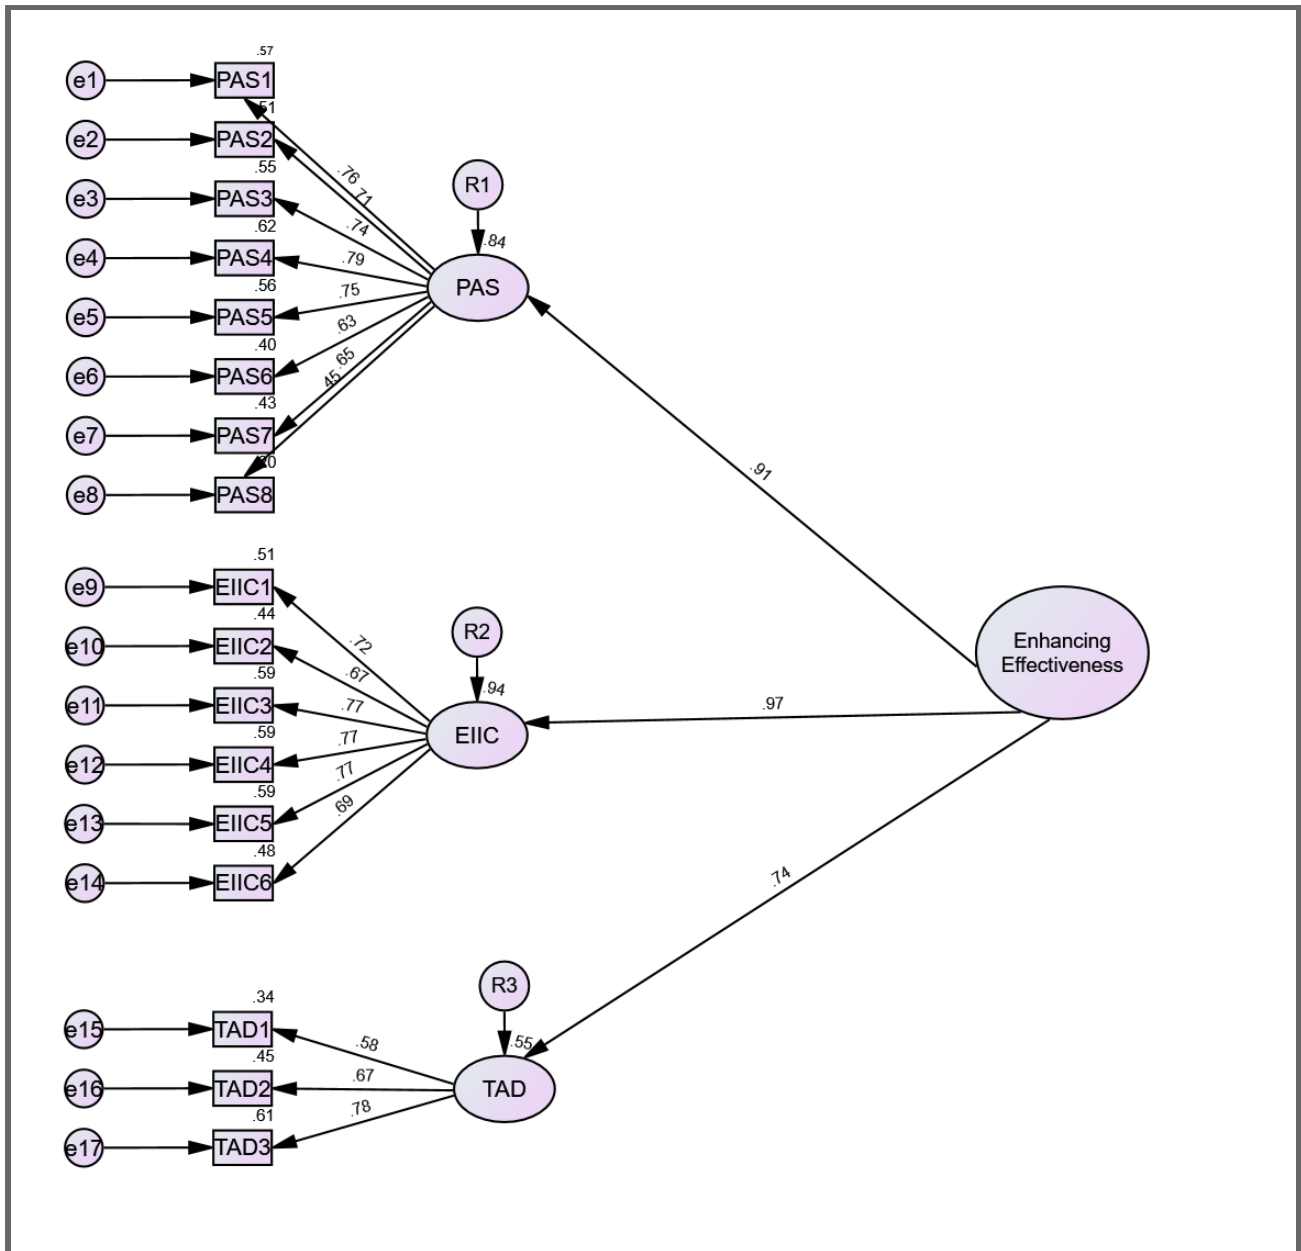 .57
e1
PAS1
.51
e2
PAS2
.55
e3
PAS3
.62
e4
PAS4
.56
e5
PAS5
.40
e6
PAS6
.43
e7
PAS7
e8
PAS8
.76
.71
.74
.79
.75
.63
.65
.45
R1
.84
PAS
.91
.51
e9
EIIC1
.44
e10
EIIC2
.59
e11
EIIC3
.59
e12
EIIC4
.59
e13
EIIC5
.48
e14
EIIC6
.72
.67
.77
.77
.77
.69
R2
.94
EIIC
.97
Enhancing
Effectiveness
.74
.34
e15
TAD1
.45
e16
TAD2
.61
e17
TAD3
.58
.67
.78
R3
.55
TAD